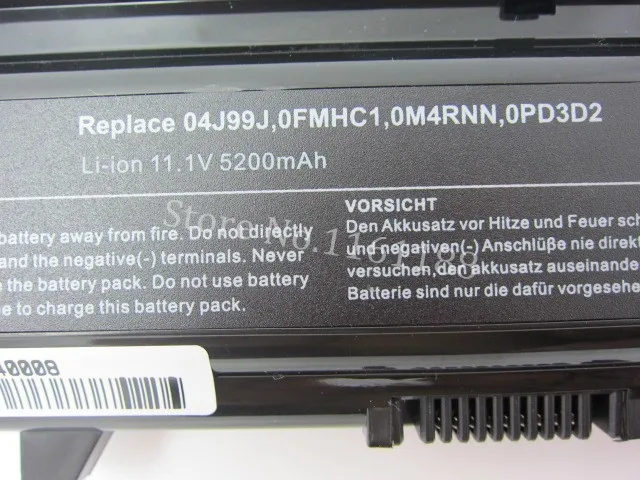 Replace 04J99J,0FMHC1,0M4RNN,0PD3D2
Li-ion 11.1V 5200mAh
battery away from fire. Do not directly
and the negative(-) terminals. Never
the battery pack. Do not use battery
to charge this battery pack.
VORSICHT
Den Akkusatz vor Hitze und Feuer
und negativen(-) Anschlüße nie direkt
versuchen,den akkusatz auseinande
Batterie sind nur die dafür vorgesehe
40008
Store No.1161188